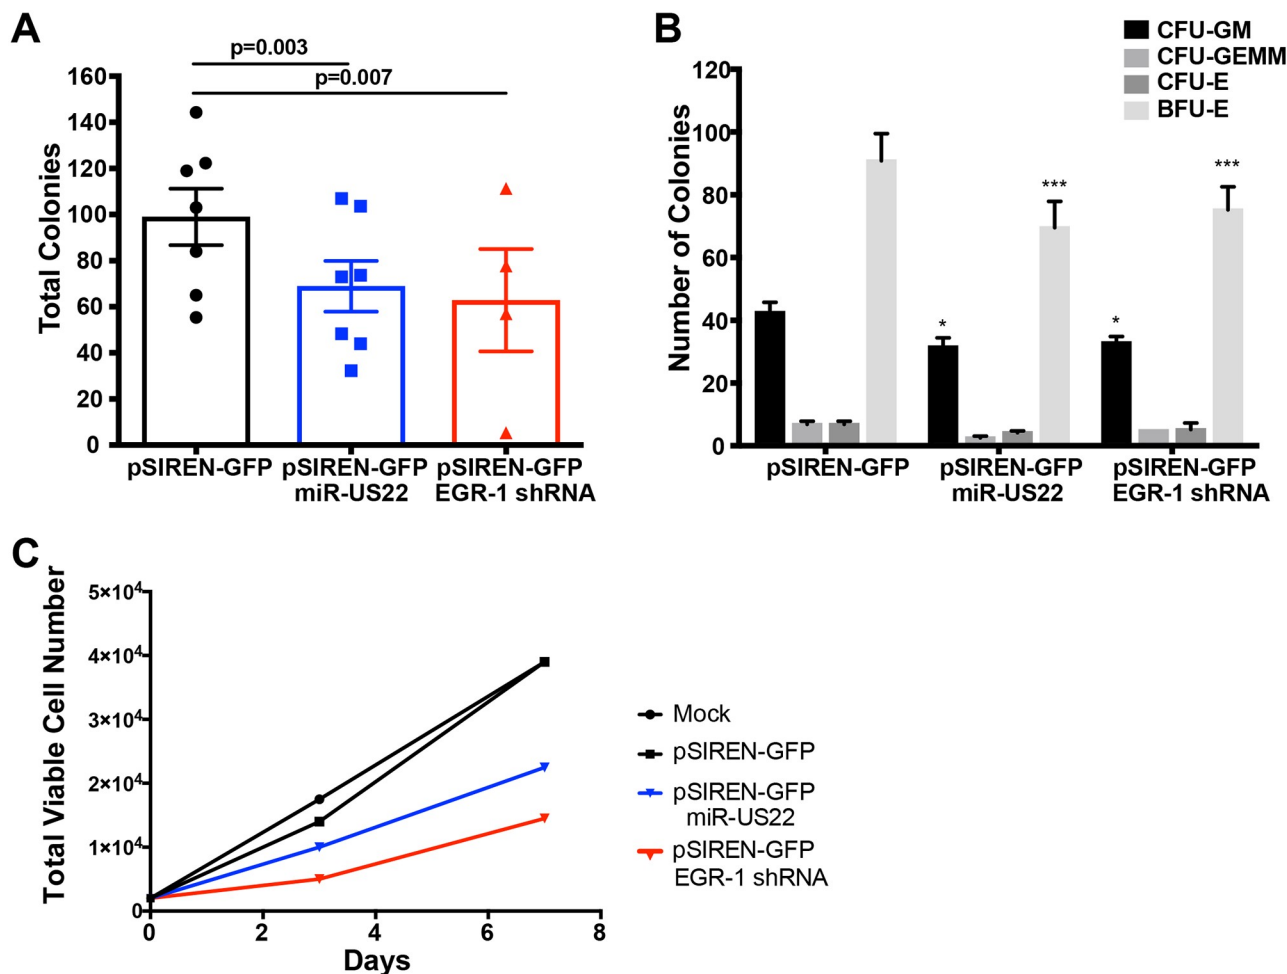 A
p=0.003
p=0.007
Total Colonies
160
140
120
100
80
60
40
20
0
pSIREN-GFP
pSIREN-GFP
miR-US22
pSIREN-GFP
EGR-1 shRNA
B
CFU-GM
CFU-GEMM
CFU-E
BFU-E
Number of Colonies
120
100
80
60
40
20
0
*
***
*
***
pSIREN-GFP
pSIREN-GFP
miR-US22
pSIREN-GFP
EGR-1 shRNA
C
Total Viable Cell Number
5×10⁴
4×10⁴
3×10⁴
2×10⁴
1×10⁴
0
0 2 4 6 8
Days
Mock
pSIREN-GFP
pSIREN-GFP
miR-US22
pSIREN-GFP
EGR-1 shRNA